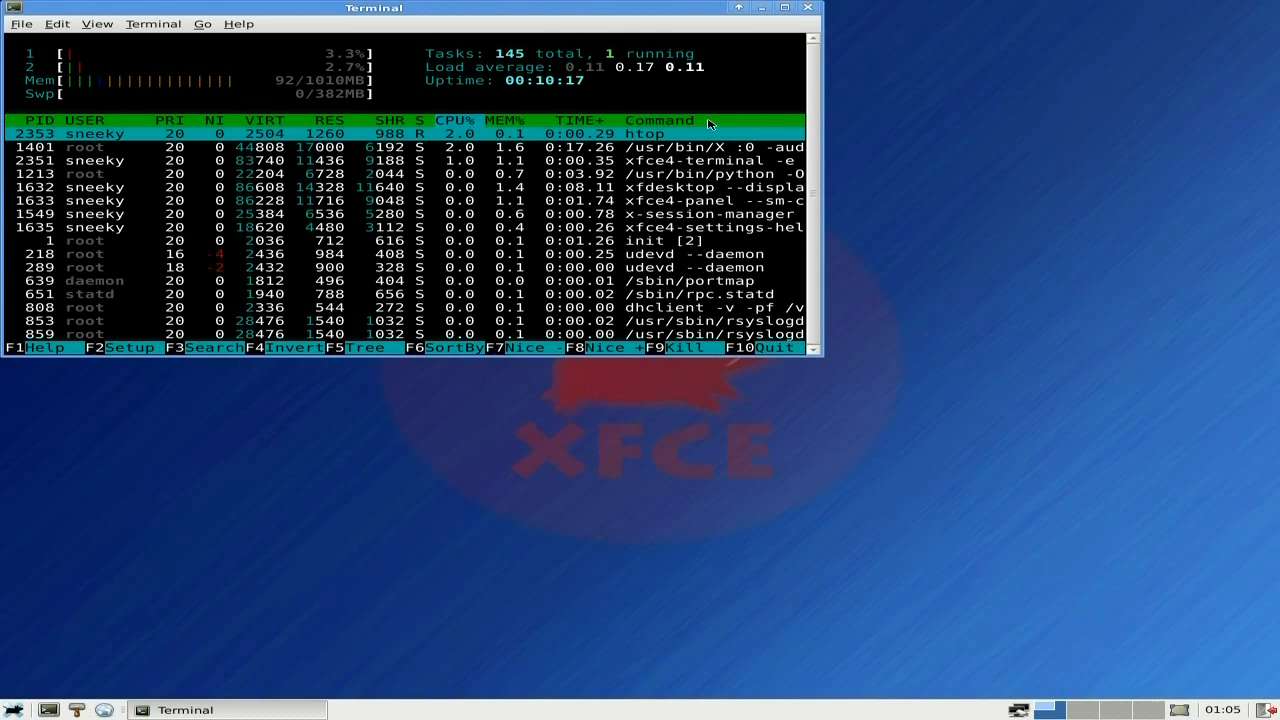 Terminal
File Edit View Terminal Go Help
1 [| 3.3%] Tasks: 145 total, 1 running
2 [|| 2.7%] Load average: 0.11 0.17 0.11
Mem[||||||||||||||||| 92/1010MB] Uptime: 00:10:17
Swp[ 0/382MB]
PID USER PRI NI VIRT RES SHR S CPU% MEM% TIME+ Command
2353 sneeky 20 0 2504 1260 988 R 2.0 0.1 0:00.29 htop
1401 root 20 0 44808 17000 6192 S 2.0 1.6 0:17.26 /usr/bin/X :0 -aud
2351 sneeky 20 0 83740 11436 9188 S 1.0 1.1 0:00.35 xfce4-terminal -e
1213 root 20 0 22204 6728 2044 S 0.0 0.7 0:03.92 /usr/bin/python -O
1632 sneeky 20 0 86608 14328 11640 S 0.0 1.4 0:08.11 xfdesktop --displa
1633 sneeky 20 0 86228 11716 9048 S 0.0 1.1 0:01.74 xfce4-panel --sm-c
1549 sneeky 20 0 25384 6536 5280 S 0.0 0.6 0:00.78 x-session-manager
1635 sneeky 20 0 18620 4480 3112 S 0.0 0.4 0:00.26 xfce4-settings-hel
1 root 20 0 2036 712 616 S 0.0 0.1 0:01.26 init [2]
218 root 16 -4 2436 984 408 S 0.0 0.1 0:00.25 udevd --daemon
289 root 18 -2 2432 900 328 S 0.0 0.1 0:00.00 udevd --daemon
639 daemon 20 0 1812 496 404 S 0.0 0.0 0:00.01 /sbin/portmap
651 statd 20 0 1940 788 656 S 0.0 0.1 0:00.02 /sbin/rpc.statd
808 root 20 0 2336 544 272 S 0.0 0.1 0:00.00 dhclient -v -pf /v
853 root 20 0 28476 1540 1032 S 0.0 0.1 0:00.02 /usr/sbin/rsyslogd
859 root 20 0 28476 1540 1032 S 0.0 0.1 0:00.00 /usr/sbin/rsyslogd
F1Help F2Setup F3SearchF4InvertF5Tree F6SortByF7Nice -F8Nice +F9Kill F10Quit
XFCE
Terminal
01:05